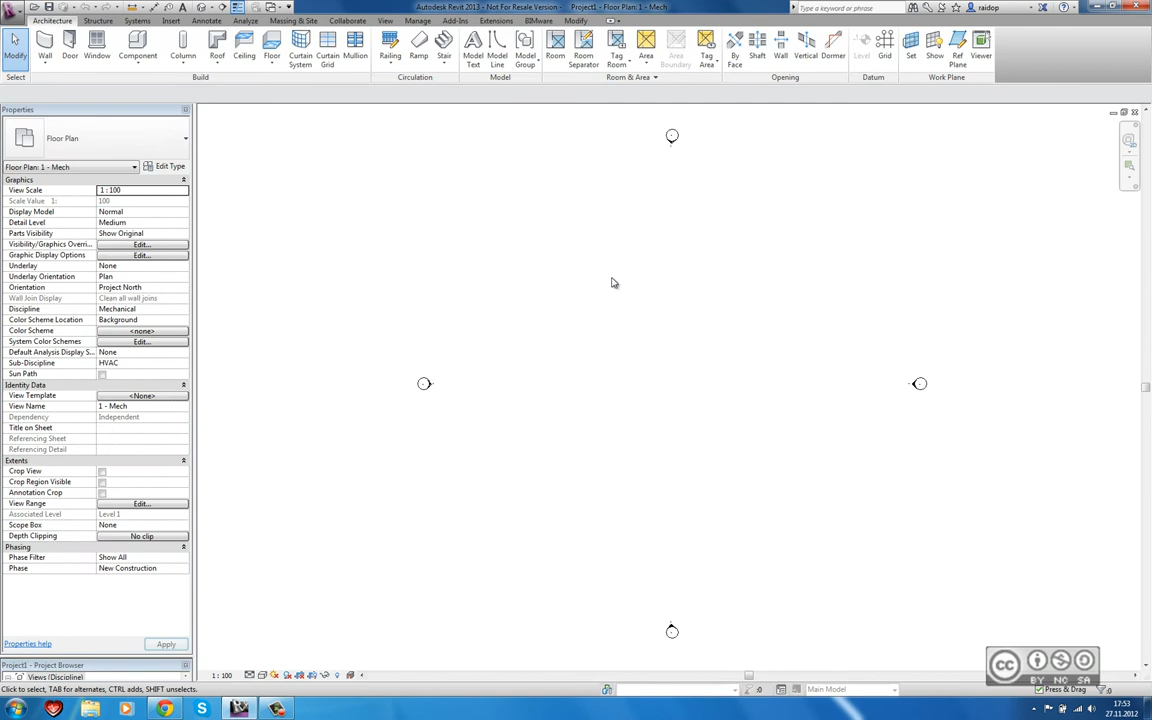 Autodesk Revit 2013 - Not For Resale Version - Project1 - Floor Plan: 1 - Mech
Type a keyword or phrase
raidop
Architecture Structure Systems Insert Annotate Analyze Massing & Site Collaborate View Manage Add-Ins Extensions BIMware Modify
Modify Wall Door Window Component Column Roof Ceiling Floor Curtain System Curtain Grid Mullion Railing Ramp Stair Model Text Model Line Model Group Room Room Separator Tag Room Area Area Boundary Tag Area By Face Shaft Wall Vertical Dormer Level Grid Set Show Ref Plane Viewer
Select Build Circulation Model Room & Area Opening Datum Work Plane
Properties
Floor Plan
Floor Plan: 1 - Mech Edit Type
Graphics
View Scale 1 : 100
Scale Value 1: 100
Display Model Normal
Detail Level Medium
Parts Visibility Show Original
Visibility/Graphics Overri... Edit...
Graphic Display Options Edit...
Underlay None
Underlay Orientation Plan
Orientation Project North
Wall Join Display Clean all wall joins
Discipline Mechanical
Color Scheme Location Background
Color Scheme <none>
System Color Schemes Edit...
Default Analysis Display S... None
Sub-Discipline HVAC
Sun Path
Identity Data
View Template <None>
View Name 1 - Mech
Dependency Independent
Title on Sheet
Referencing Sheet
Referencing Detail
Extents
Crop View
Crop Region Visible
Annotation Crop
View Range Edit...
Associated Level Level 1
Scope Box None
Depth Clipping No clip
Phasing
Phase Filter Show All
Phase New Construction
Properties help Apply
Project1 - Project Browser
Views (Discipline)
1 : 100
Click to select, TAB for alternates, CTRL adds, SHIFT unselects.
:0 Main Model Press & Drag :0
cc BY NC SA
17:53
27.11.2012